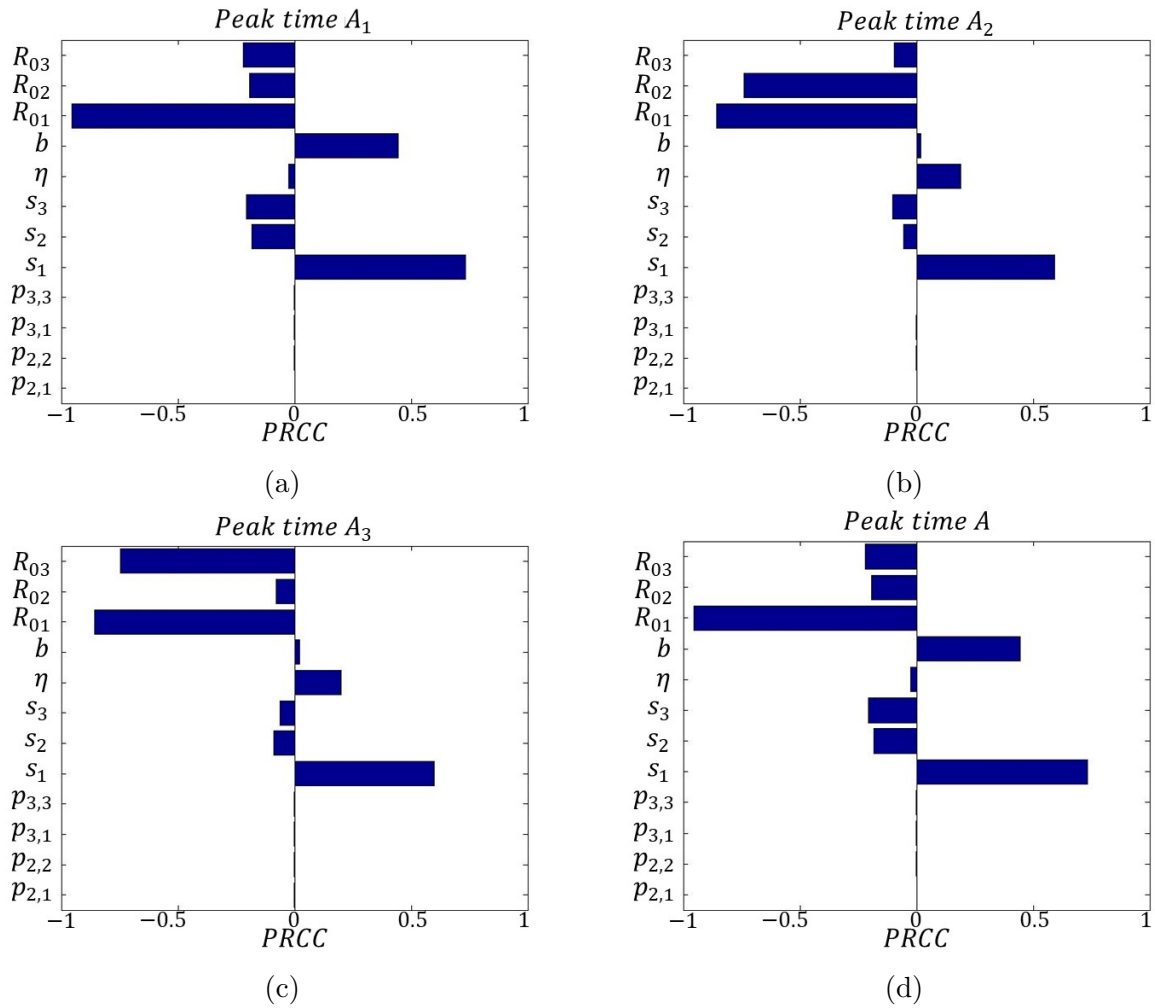 Peak time A₁
R₀₃
R₀₂
R₀₁
b
η
s₃
s₂
s₁
p₃,₃
p₃,₁
p₂,₂
p₂,₁
−1 −0.5 0 0.5 1
PRCC
(a)
Peak time A₂
R₀₃
R₀₂
R₀₁
b
η
s₃
s₂
s₁
p₃,₃
p₃,₁
p₂,₂
p₂,₁
−1 −0.5 0 0.5 1
PRCC
(b)
Peak time A₃
R₀₃
R₀₂
R₀₁
b
η
s₃
s₂
s₁
p₃,₃
p₃,₁
p₂,₂
p₂,₁
−1 −0.5 0 0.5 1
PRCC
(c)
Peak time A
R₀₃
R₀₂
R₀₁
b
η
s₃
s₂
s₁
p₃,₃
p₃,₁
p₂,₂
p₂,₁
−1 −0.5 0 0.5 1
PRCC
(d)